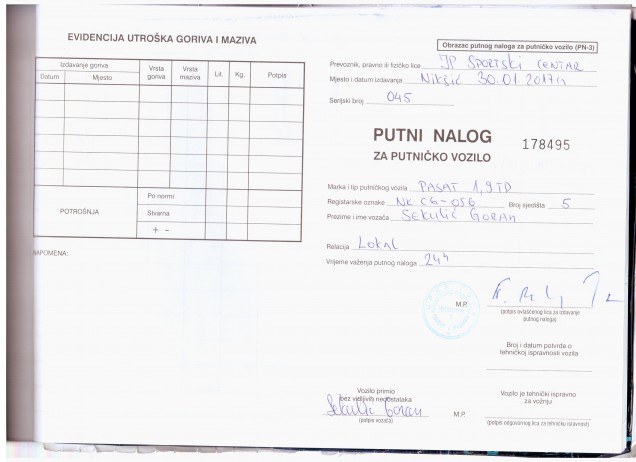 EVIDENCIJA UTROŠKA GORIVA I MAZIVA
Izdavanje goriva
Datum Mjesto
Vrsta goriva
Vrsta maziva
Lit.
Kg.
Potpis
POTROŠNJA
Po normi
Stvarna
+ -
NAPOMENA:
Obrazac putnog naloga za putničko vozilo (PN-3)
Prevoznik, pravno ili fizičko lice JP SPORTSKI CENTAR
Mjesto i datum izdavanja Nikšić 30.01.2017
Serijski broj 045
PUTNI NALOG 178495
ZA PUTNIČKO VOZILO
Marka i tip putničkog vozila PASAT 1,9TD
Registarske oznake NK CG-056 Broj sjedišta 5
Prezime i ime vozača SEKULIĆ GORAN
Relacija LOKAL
Vrijeme važenja putnog naloga 24h
M.P.
(potpis ovlašćenog lica za izdavanje
putnog naloga)
Broj i datum potvrde o
tehničkoj ispravnosti vozila
Vozilo primio
bez vidljivih nedostataka
Sekulić Goran
(potpis vozača)
M.P.
Vozilo je tehnički ispravno
za vožnju
(potpis odgovornog lica za tehničku ispravnost)